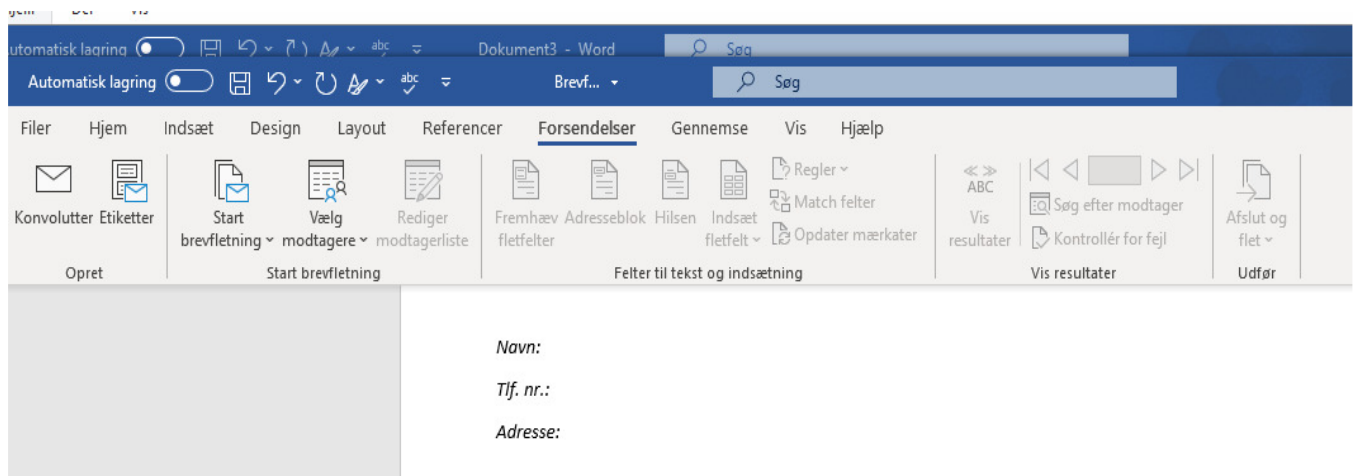 utomatisk lagring Dokument3 - Word Søg
Automatisk lagring Brevf... Søg
Filer Hjem Indsæt Design Layout Referencer Forsendelser Gennemse Vis Hjælp
Konvolutter Etiketter Start brevfletning Vælg modtagere Rediger modtagerliste Fremhæv fletfelter Adresseblok Hilsen Indsæt fletfelt Regler Match felter Opdater mærkater ABC Vis resultater Søg efter modtager Kontrollér for fejl Afslut og flet
Opret Start brevfletning Felter til tekst og indsætning Vis resultater Udfør
Navn:
Tlf. nr.:
Adresse: